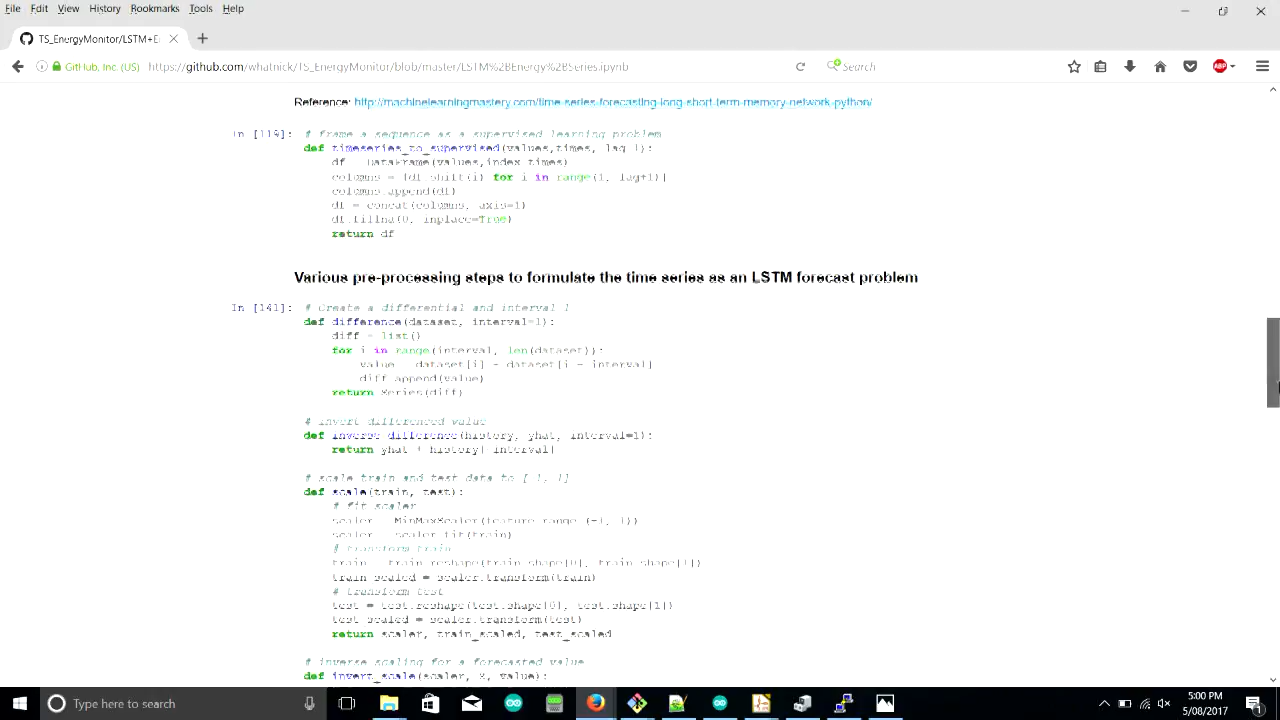 File Edit View History Bookmarks Tools Help
TS_EnergyMonitor/LSTM+E
GitHub, Inc. (US) https://github.com/whatnick/TS_EnergyMonitor/blob/master/LSTM%2BEnergy%2BSeries.ipynb
Search
ABP
Reference: http://machinelearningmastery.com/time-series-forecasting-long-short-term-memory-network-python/
In [119]: # frame a sequence as a supervised learning problem
def timeseries_to_supervised(values,times, lag=1):
df = DataFrame(values,index=times)
columns = [df.shift(i) for i in range(1, lag+1)]
columns.append(df)
df = concat(columns, axis=1)
df.fillna(0, inplace=True)
return df
Various pre-processing steps to formulate the time series as an LSTM forecast problem
In [141]: # Create a differential and interval 1
def difference(dataset, interval=1):
diff = list()
for i in range(interval, len(dataset)):
value = dataset[i] - dataset[i - interval]
diff.append(value)
return Series(diff)
# invert differenced value
def inverse_difference(history, yhat, interval=1):
return yhat + history[-interval]
# scale train and test data to [-1, 1]
def scale(train, test):
# fit scaler
scaler = MinMaxScaler(feature_range=(-1, 1))
scaler = scaler.fit(train)
# transform train
train = train.reshape(train.shape[0], train.shape[1])
train_scaled = scaler.transform(train)
# transform test
test = test.reshape(test.shape[0], test.shape[1])
test_scaled = scaler.transform(test)
return scaler, train_scaled, test_scaled
# inverse scaling for a forecasted value
def invert_scale(scaler, X, value):
Type here to search
5:00 PM
5/08/2017